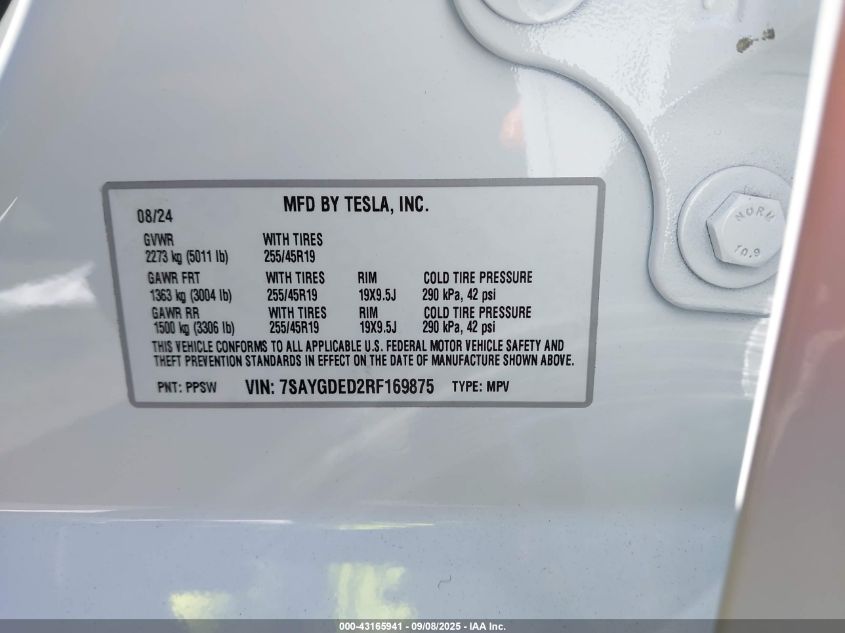 MFD BY TESLA, INC.
08/24
GVWR WITH TIRES
2273 kg (5011 lb) 255/45R19
GAWR FRT WITH TIRES RIM COLD TIRE PRESSURE
1363 kg (3004 lb) 255/45R19 19X9.5J 290 kPa, 42 psi
GAWR RR WITH TIRES RIM COLD TIRE PRESSURE
1500 kg (3306 lb) 255/45R19 19X9.5J 290 kPa, 42 psi
THIS VEHICLE CONFORMS TO ALL APPLICABLE U.S. FEDERAL MOTOR VEHICLE SAFETY AND
THEFT PREVENTION STANDARDS IN EFFECT ON THE DATE OF MANUFACTURE SHOWN ABOVE.
PNT: PPSW VIN: 7SAYGDED2RF169875 TYPE: MPV
10.9
000-43165941 - 09/08/2025 - IAA Inc.